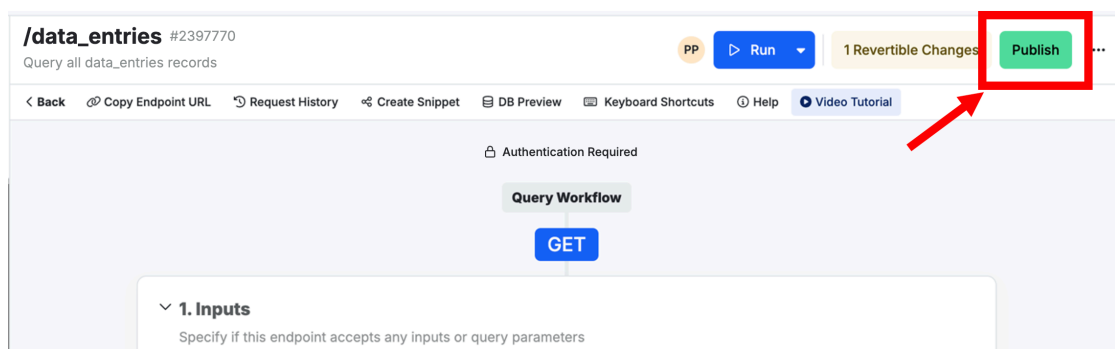 /data_entries #2397770
Query all data_entries records
PP
Run
1 Revertible Changes
Publish
Back
Copy Endpoint URL
Request History
Create Snippet
DB Preview
Keyboard Shortcuts
Help
Video Tutorial
Authentication Required
Query Workflow
GET
1. Inputs
Specify if this endpoint accepts any inputs or query parameters